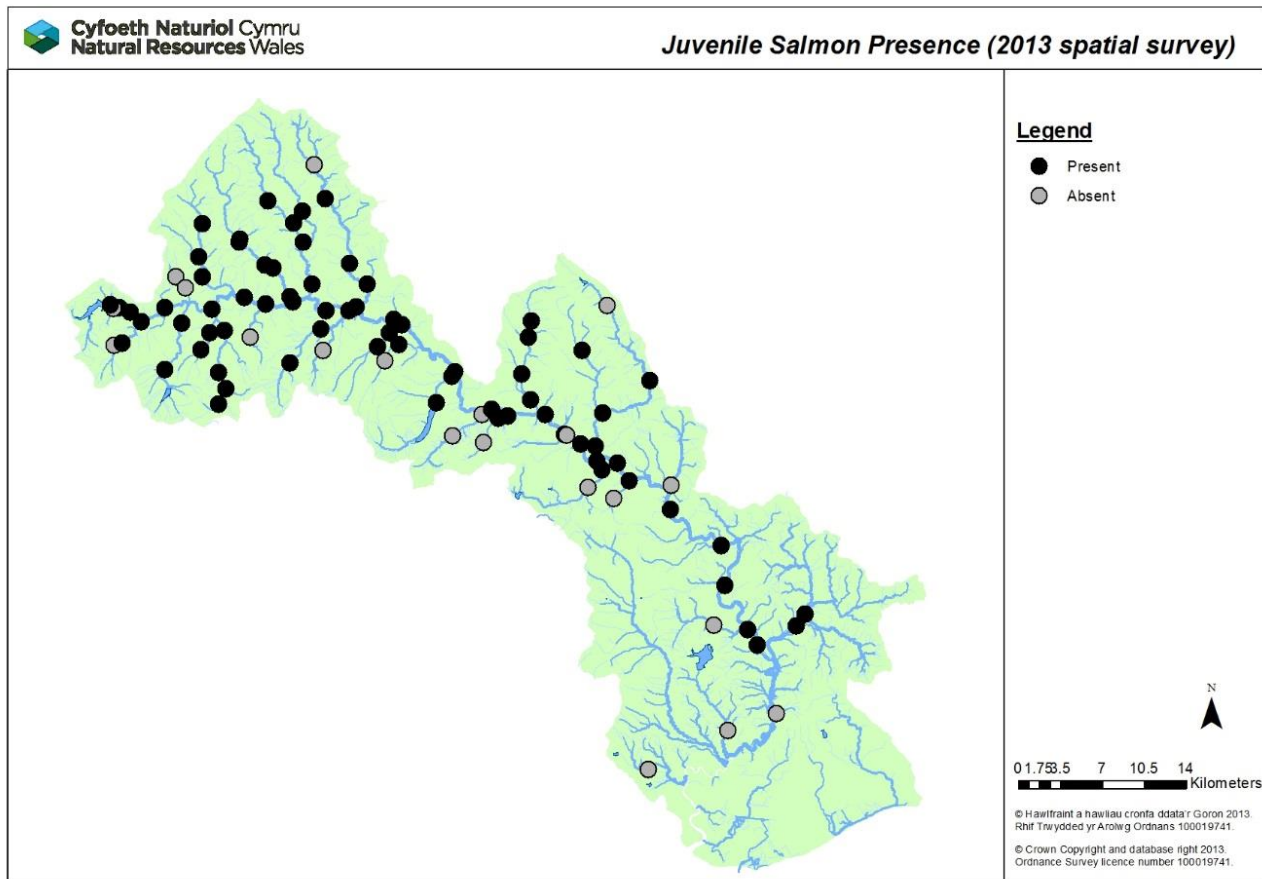 Cyfoeth Naturiol Cymru
Natural Resources Wales
Juvenile Salmon Presence (2013 spatial survey)
Legend
Present
Absent
N
0 1.75 3.5 7 10.5 14
Kilometers
© Hawlfraint a hawliau cronfa ddata'r Goron 2013.
Rhif Trwydded yr Arolwg Ordnans 100019741.
© Crown Copyright and database right 2013.
Ordnance Survey licence number 100019741.